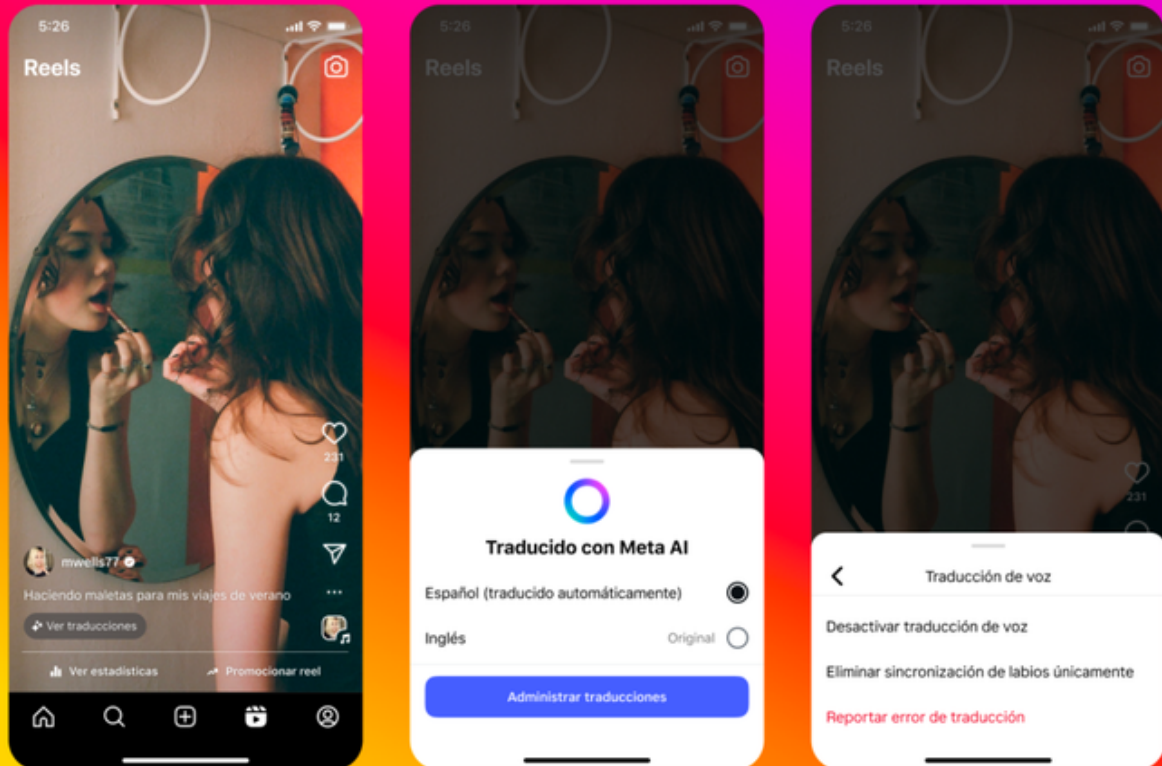 5:26
Reels
231
12
mwells77
Haciendo maletas para mis viajes de verano
Ver traducciones
Ver estadísticas
Promocionar reel
5:26
Reels
Traducido con Meta AI
Español (traducido automáticamente)
Inglés Original
Administrar traducciones
5:26
Reels
231
Traducción de voz
Desactivar traducción de voz
Eliminar sincronización de labios únicamente
Reportar error de traducción